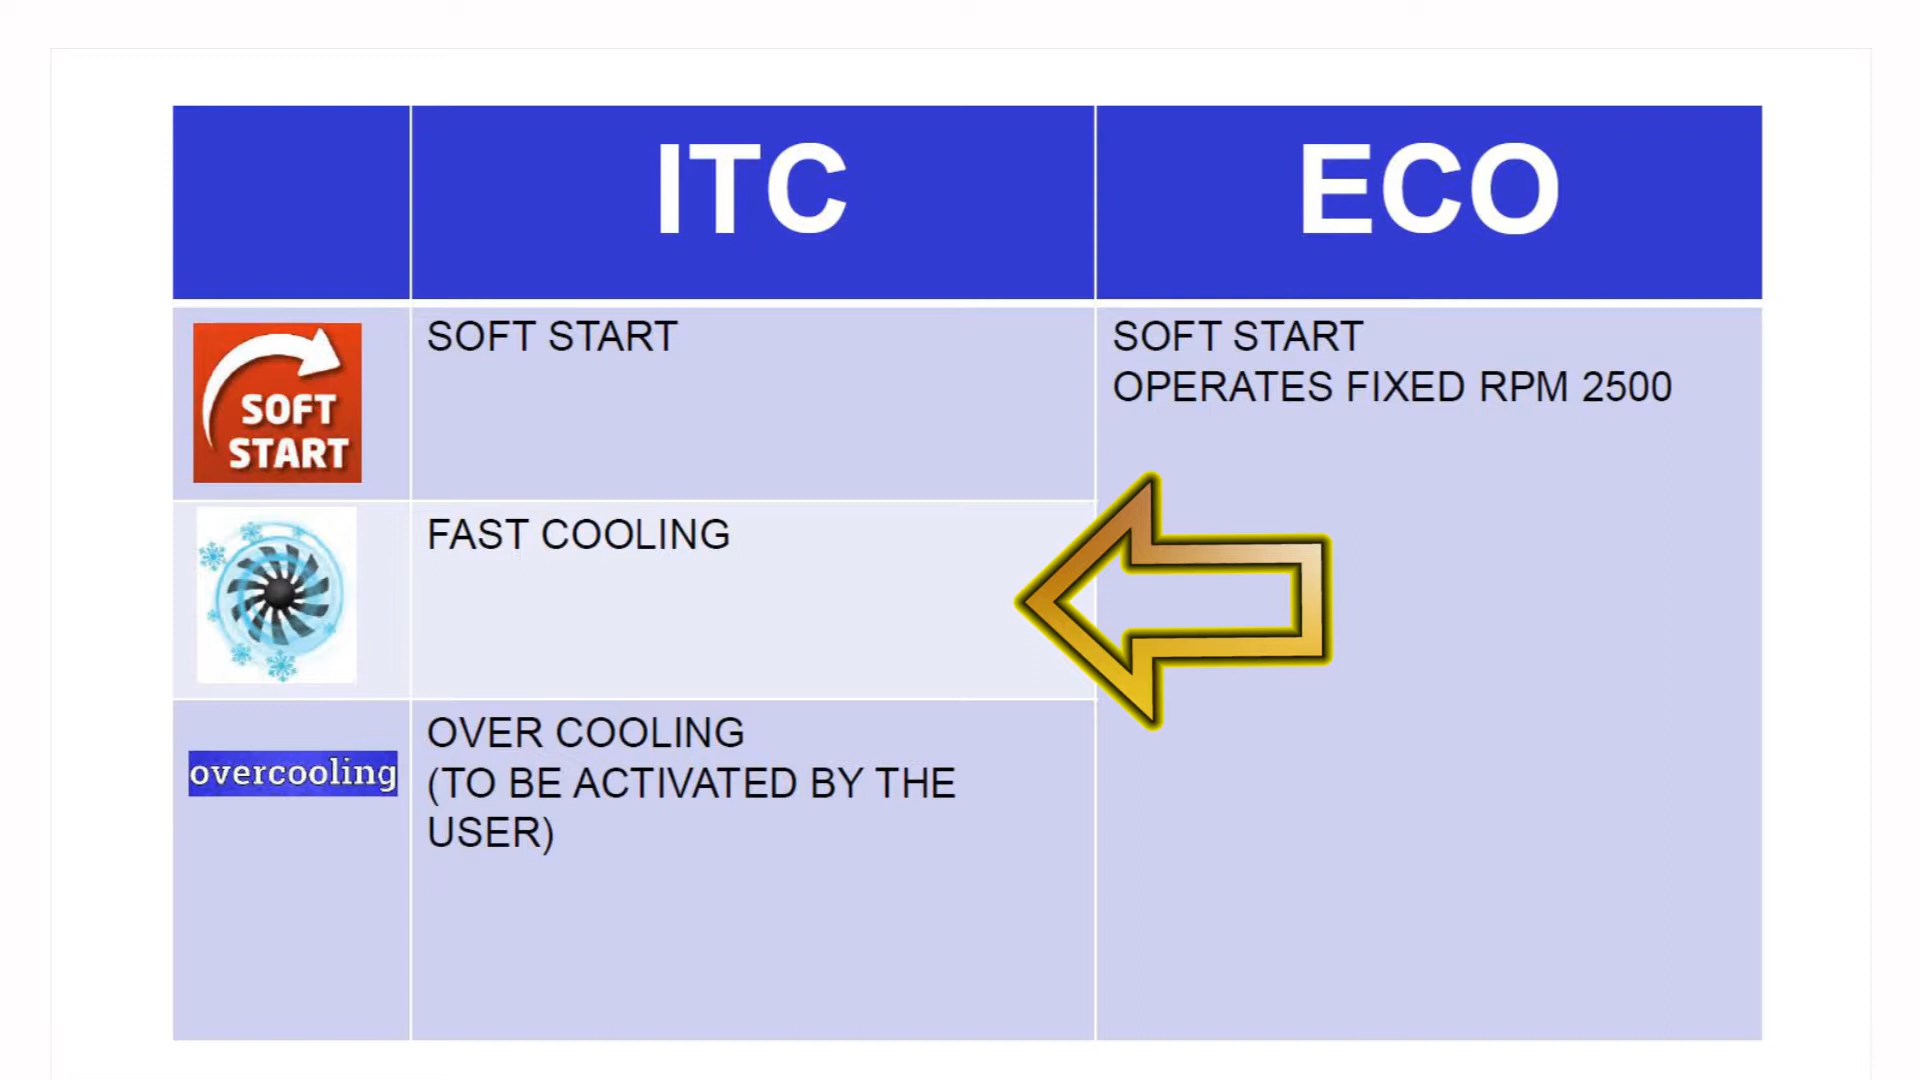 ITC
ECO
SOFT
START
SOFT START
SOFT START
OPERATES FIXED RPM 2500
FAST COOLING
overcooling
OVER COOLING
(TO BE ACTIVATED BY THE
USER)